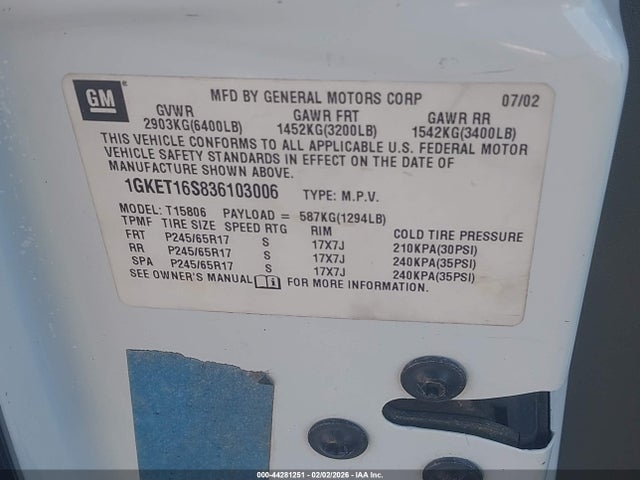 GM
MFD BY GENERAL MOTORS CORP 07/02
GVWR GAWR FRT GAWR RR
2903KG(6400LB) 1452KG(3200LB) 1542KG(3400LB)
THIS VEHICLE CONFORMS TO ALL APPLICABLE U.S. FEDERAL MOTOR
VEHICLE SAFETY STANDARDS IN EFFECT ON THE DATE OF
MANUFACTURE SHOWN ABOVE.
1GKET16S836103006 TYPE: M.P.V.
MODEL: T15806 PAYLOAD = 587KG(1294LB)
TPMF TIRE SIZE SPEED RTG RIM COLD TIRE PRESSURE
FRT P245/65R17 S 17X7J 210KPA(30PSI)
RR P245/65R17 S 17X7J 240KPA(35PSI)
SPA P245/65R17 S 17X7J 240KPA(35PSI)
SEE OWNER'S MANUAL FOR MORE INFORMATION.
000-44281251 - 02/02/2026 - IAA Inc.